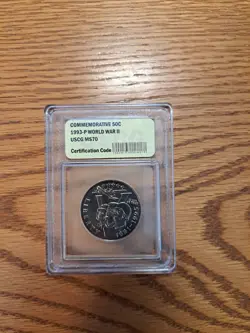 COMMEMORATIVE 50C
1993-P WORLD WAR II
USCG MS70
Certification Code